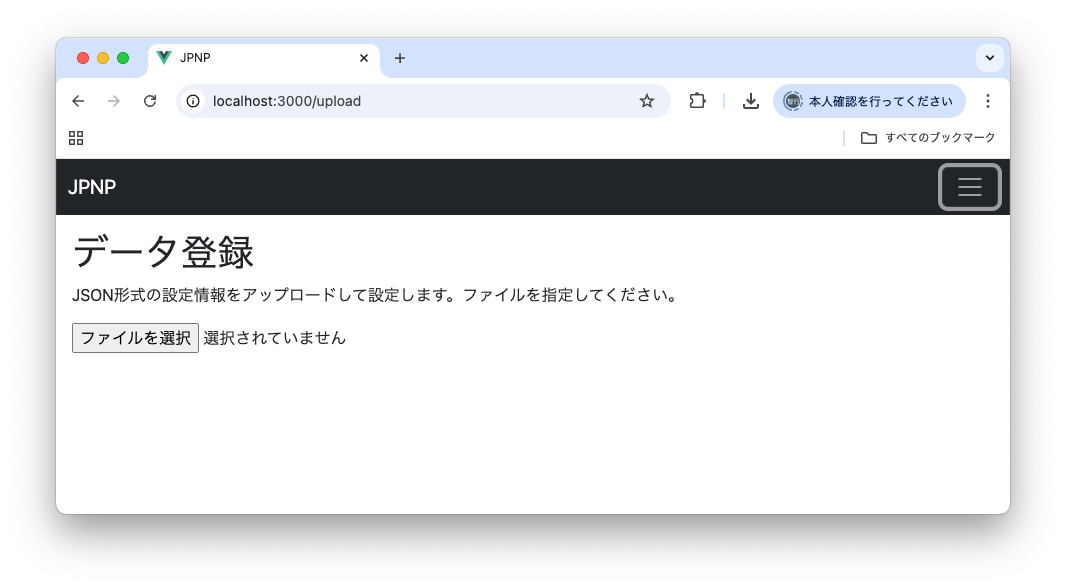 JPNP
localhost:3000/upload
本人確認を行ってください
すべてのブックマーク
JPNP
データ登録
JSON形式の設定情報をアップロードして設定します。ファイルを指定してください。
ファイルを選択 選択されていません